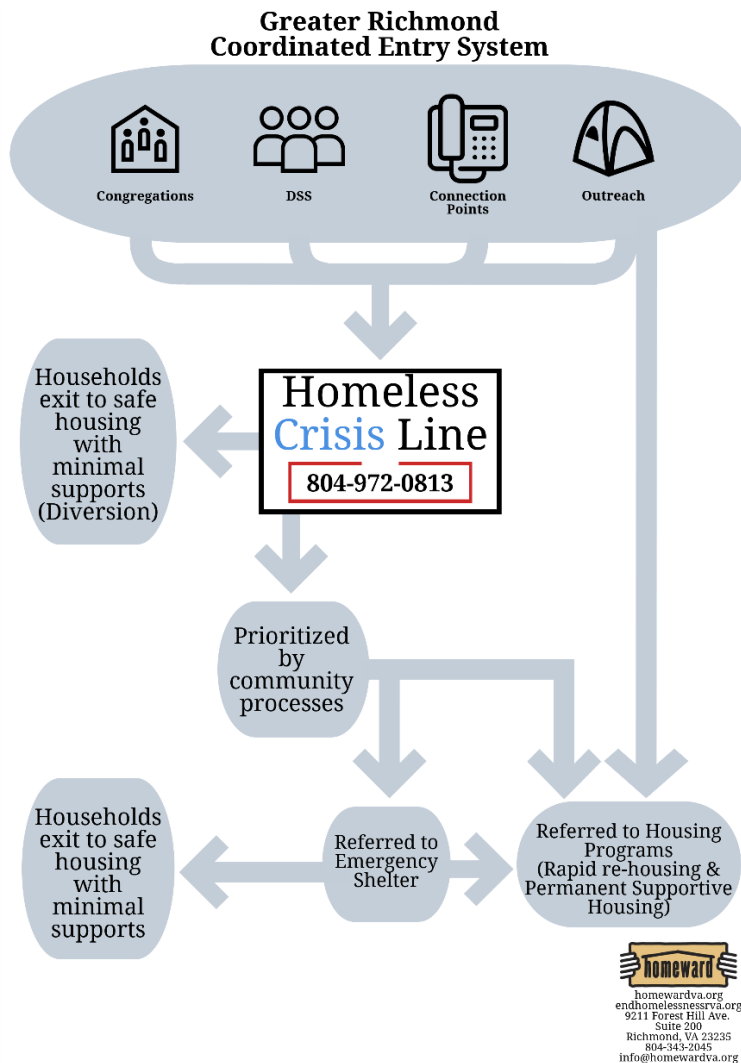 Greater Richmond
Coordinated Entry System
Congregations
DSS
Connection
Points
Outreach
Homeless
Crisis Line
804-972-0813
Households
exit to safe
housing
with
minimal
supports
(Diversion)
Prioritized
by
community
processes
Households
exit to safe
housing
with
minimal
supports
Referred to
Emergency
Shelter
Referred to Housing
Programs
(Rapid re-housing &
Permanent Supportive
Housing)
homeward
homewardva.org
endhomelessnessrva.org
9211 Forest Hill Ave.
Suite 200
Richmond, VA 23235
804-343-2045
info@homewardva.org